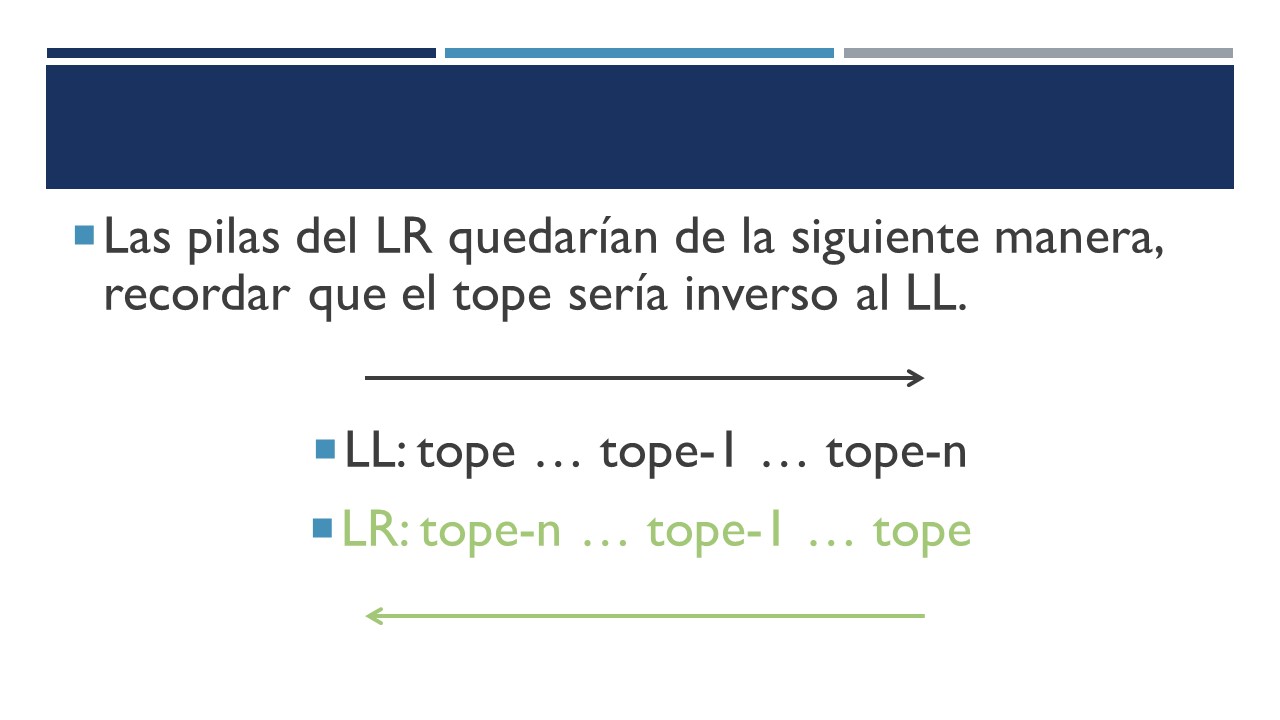 Las pilas del LR quedarían de la siguiente manera,
recordar que el tope sería inverso al LL.
LL: tope … tope-1 … tope-n
LR: tope-n … tope-1 … tope